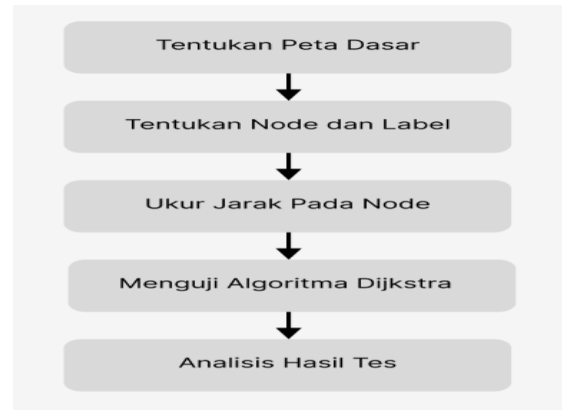 Tentukan Peta Dasar
Tentukan Node dan Label
Ukur Jarak Pada Node
Menguji Algoritma Dijkstra
Analisis Hasil Tes